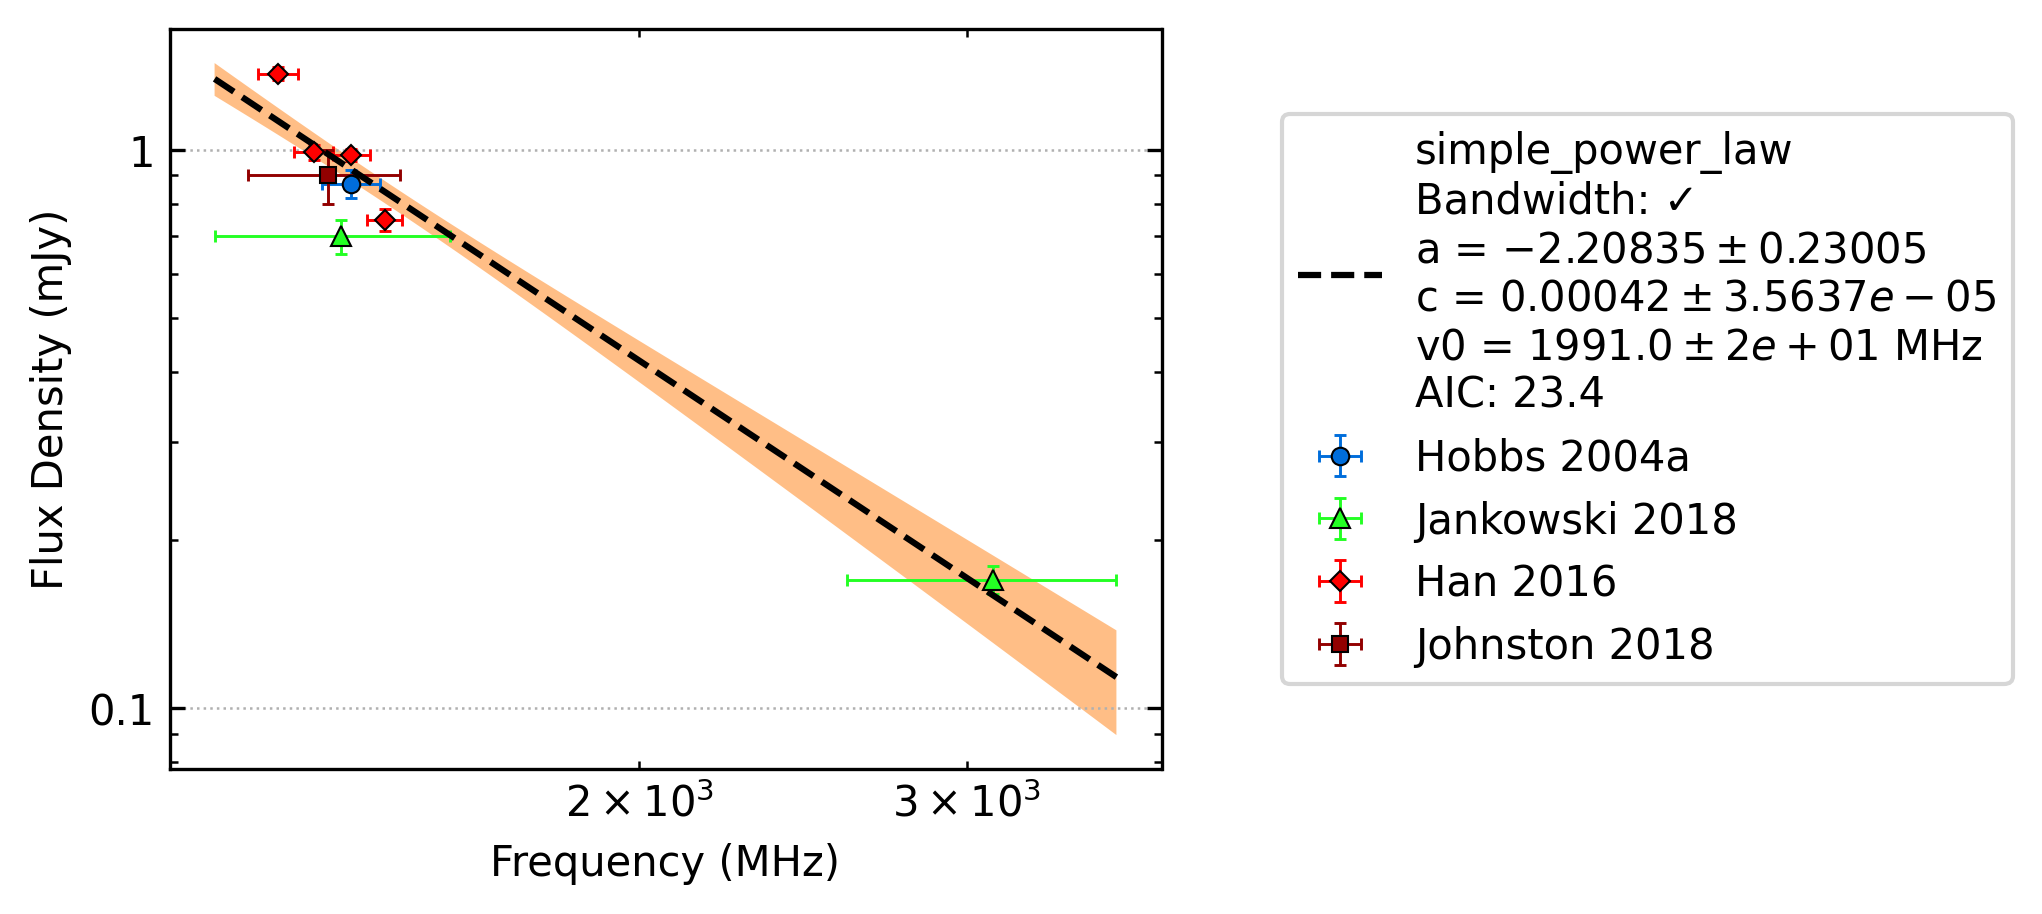 1
0.1
Flux Density (mJy)
2 × 10³
3 × 10³
Frequency (MHz)
simple_power_law
Bandwidth: ✓
a = −2.20835 ± 0.23005
c = 0.00042 ± 3.5637e − 05
v0 = 1991.0 ± 2e + 01 MHz
AIC: 23.4
Hobbs 2004a
Jankowski 2018
Han 2016
Johnston 2018